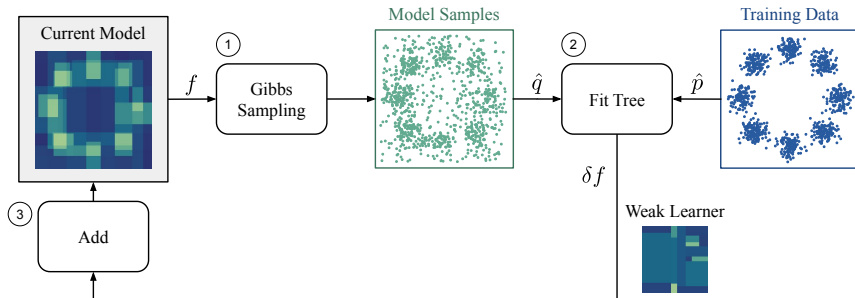 Current Model
1
f
Gibbs
Sampling
Model Samples
q̂
2
Fit Tree
p̂
Training Data
δf
Weak Learner
3
Add